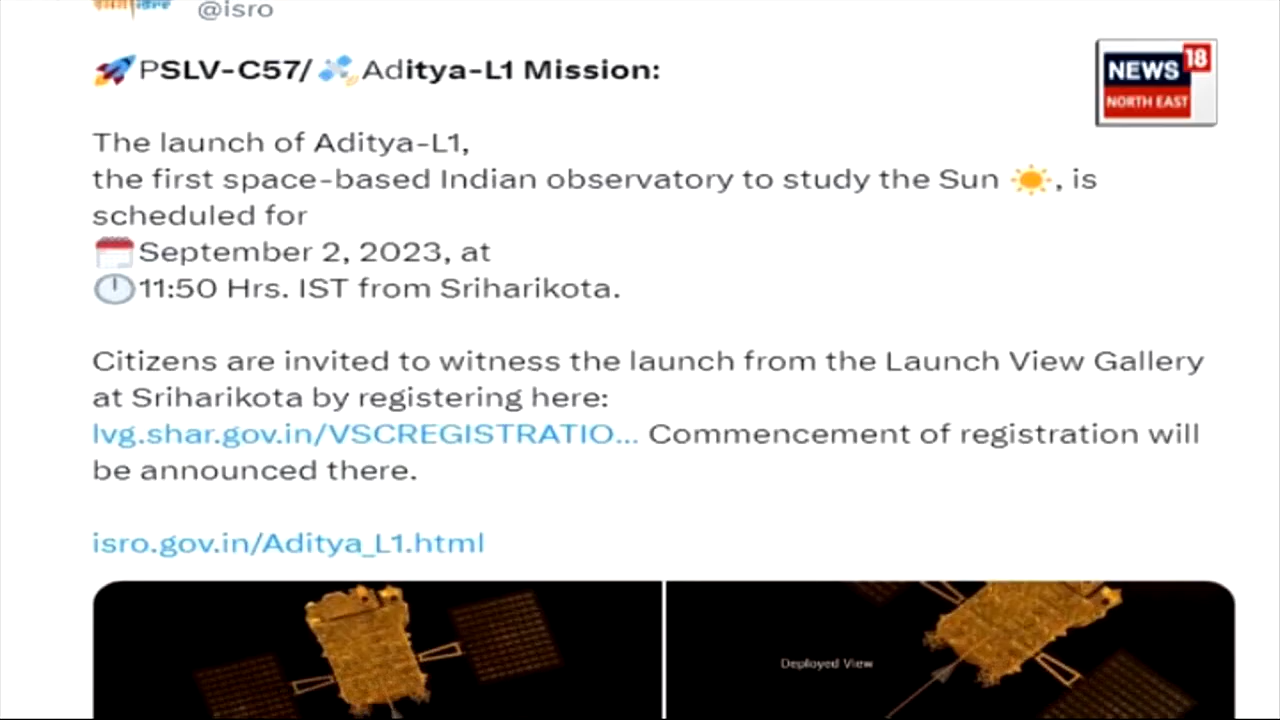 @isro
🚀PSLV-C57/🛰️Aditya-L1 Mission:
NEWS 18
NORTH EAST
The launch of Aditya-L1,
the first space-based Indian observatory to study the Sun ☀️, is
scheduled for
🗓️September 2, 2023, at
🕛11:50 Hrs. IST from Sriharikota.
Citizens are invited to witness the launch from the Launch View Gallery
at Sriharikota by registering here:
lvg.shar.gov.in/VSCREGISTRATIO... Commencement of registration will
be announced there.
isro.gov.in/Aditya_L1.html
Deployed View